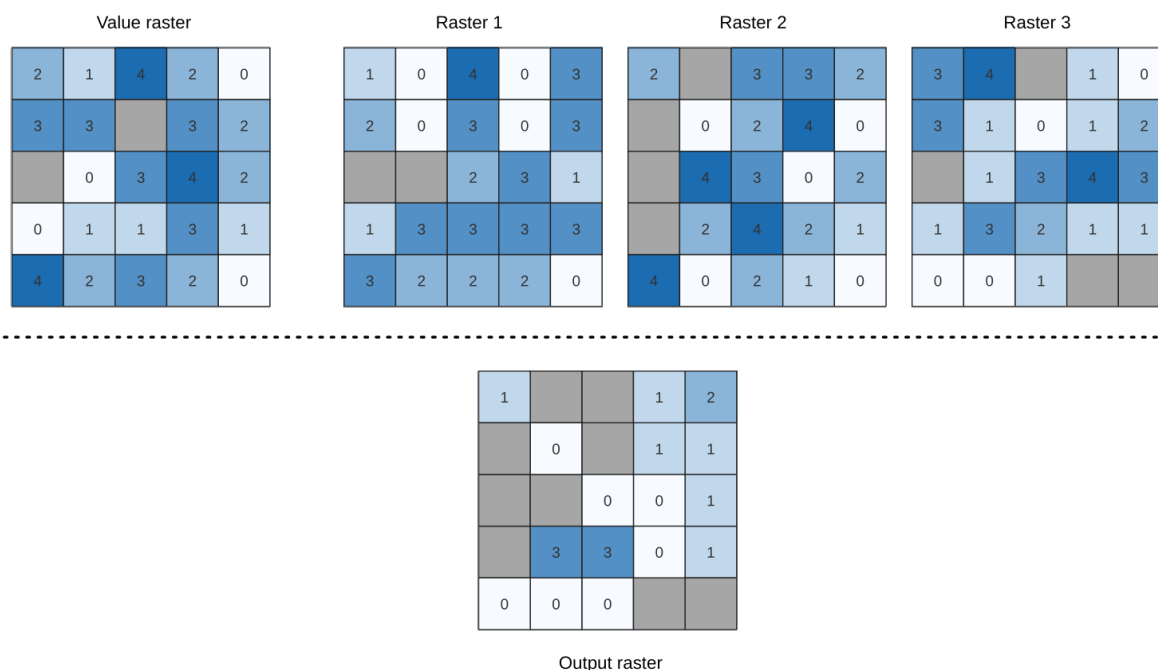 Value raster Raster 1 Raster 2 Raster 3
2 1 4 2 0 1 0 4 0 3 2 3 3 2 3 4 1 0
3 3 3 2 2 0 3 0 3 0 2 4 0 3 1 0 1 2
0 3 4 2 2 3 1 4 3 0 2 1 3 4 3
0 1 1 3 1 1 3 3 3 3 2 4 2 1 1 3 2 1 1
4 2 3 2 0 3 2 2 2 0 4 0 2 1 0 0 0 1
1 1 2
0 1 1
0 0 1
3 3 0 1
0 0 0
Output raster